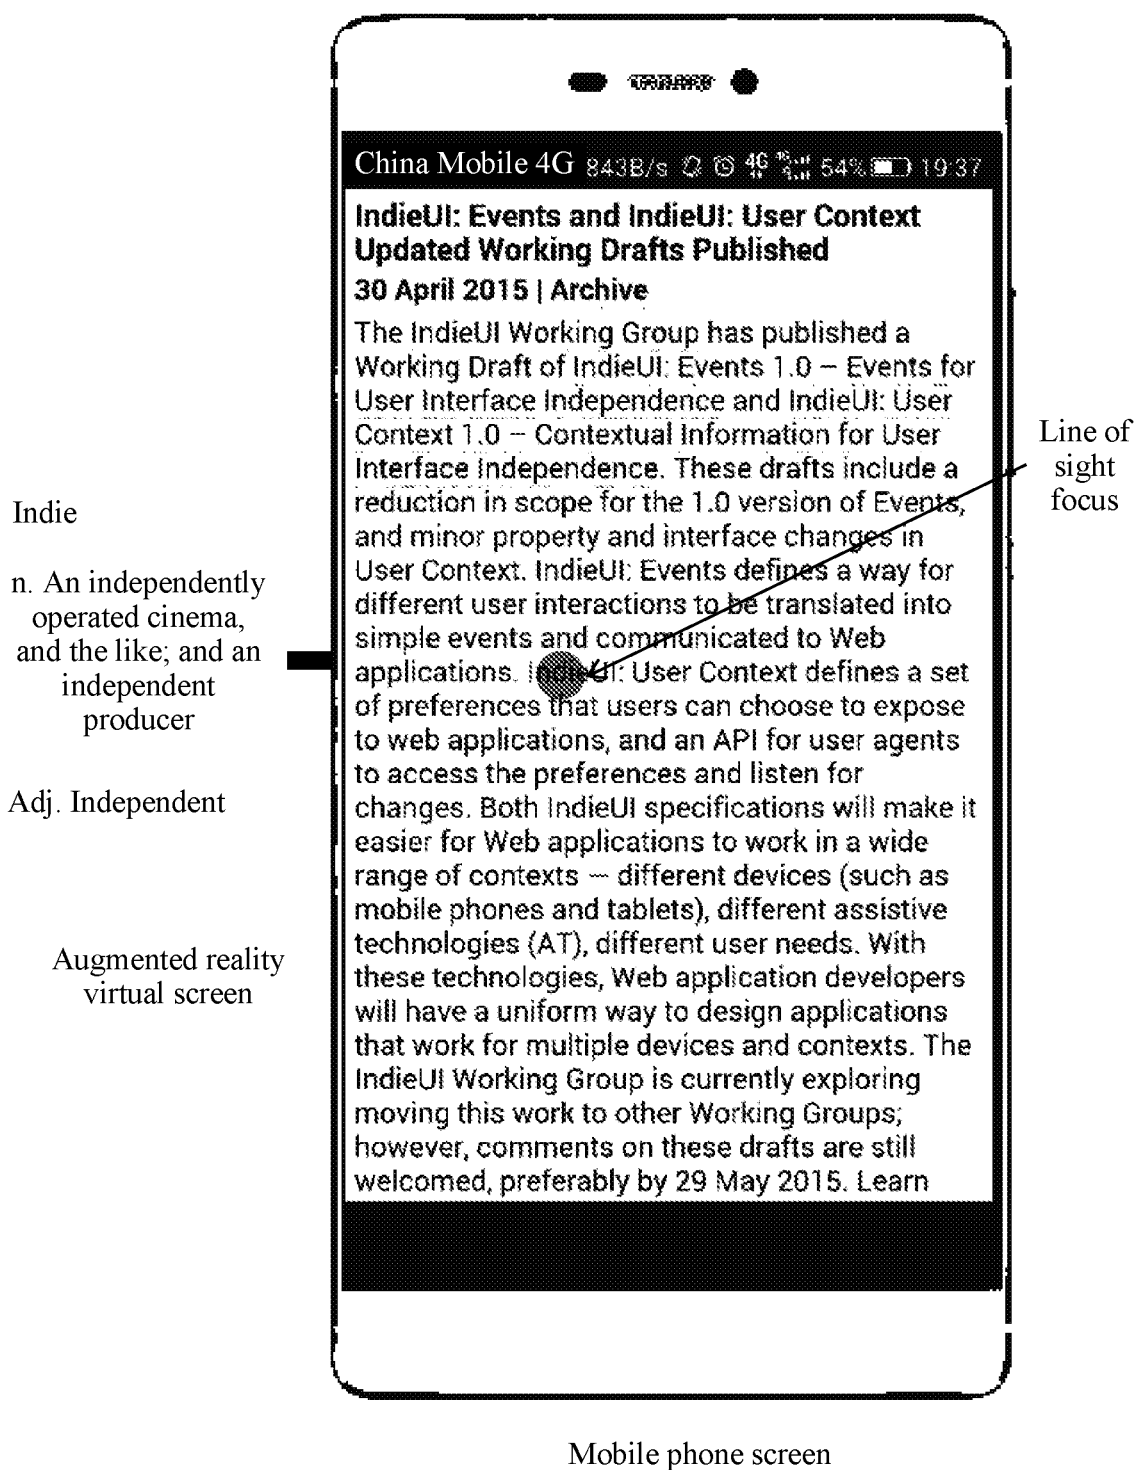 China Mobile 4G 843B/s 4G 54% 19:37
IndieUI: Events and IndieUI: User Context
Updated Working Drafts Published
30 April 2015 | Archive
The IndieUI Working Group has published a
Working Draft of IndieUI: Events 1.0 – Events for
User Interface Independence and IndieUI: User
Context 1.0 – Contextual Information for User
Interface Independence. These drafts include a
reduction in scope for the 1.0 version of Events,
and minor property and interface changes in
User Context. IndieUI: Events defines a way for
different user interactions to be translated into
simple events and communicated to Web
applications. IndieUI: User Context defines a set
of preferences that users can choose to expose
to web applications, and an API for user agents
to access the preferences and listen for
changes. Both IndieUI specifications will make it
easier for Web applications to work in a wide
range of contexts — different devices (such as
mobile phones and tablets), different assistive
technologies (AT), different user needs. With
these technologies, Web application developers
will have a uniform way to design applications
that work for multiple devices and contexts. The
IndieUI Working Group is currently exploring
moving this work to other Working Groups;
however, comments on these drafts are still
welcomed, preferably by 29 May 2015. Learn
Line of
sight
focus
Indie
n. An independently
operated cinema,
and the like; and an
independent
producer
Adj. Independent
Augmented reality
virtual screen
Mobile phone screen